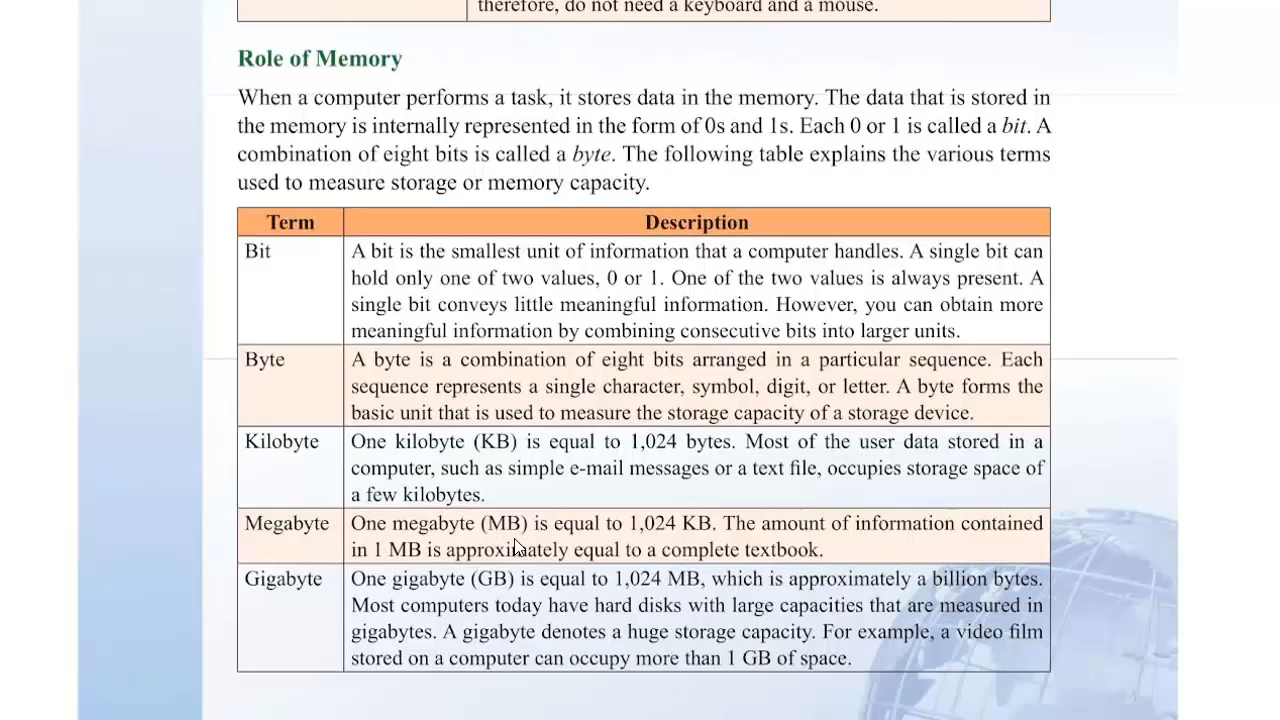 therefore, do not need a keyboard and a mouse.
Role of Memory
When a computer performs a task, it stores data in the memory. The data that is stored in
the memory is internally represented in the form of 0s and 1s. Each 0 or 1 is called a bit. A
combination of eight bits is called a byte. The following table explains the various terms
used to measure storage or memory capacity.
Term Description
Bit A bit is the smallest unit of information that a computer handles. A single bit can
hold only one of two values, 0 or 1. One of the two values is always present. A
single bit conveys little meaningful information. However, you can obtain more
meaningful information by combining consecutive bits into larger units.
Byte A byte is a combination of eight bits arranged in a particular sequence. Each
sequence represents a single character, symbol, digit, or letter. A byte forms the
basic unit that is used to measure the storage capacity of a storage device.
Kilobyte One kilobyte (KB) is equal to 1,024 bytes. Most of the user data stored in a
computer, such as simple e-mail messages or a text file, occupies storage space of
a few kilobytes.
Megabyte One megabyte (MB) is equal to 1,024 KB. The amount of information contained
in 1 MB is approximately equal to a complete textbook.
Gigabyte One gigabyte (GB) is equal to 1,024 MB, which is approximately a billion bytes.
Most computers today have hard disks with large capacities that are measured in
gigabytes. A gigabyte denotes a huge storage capacity. For example, a video film
stored on a computer can occupy more than 1 GB of space.